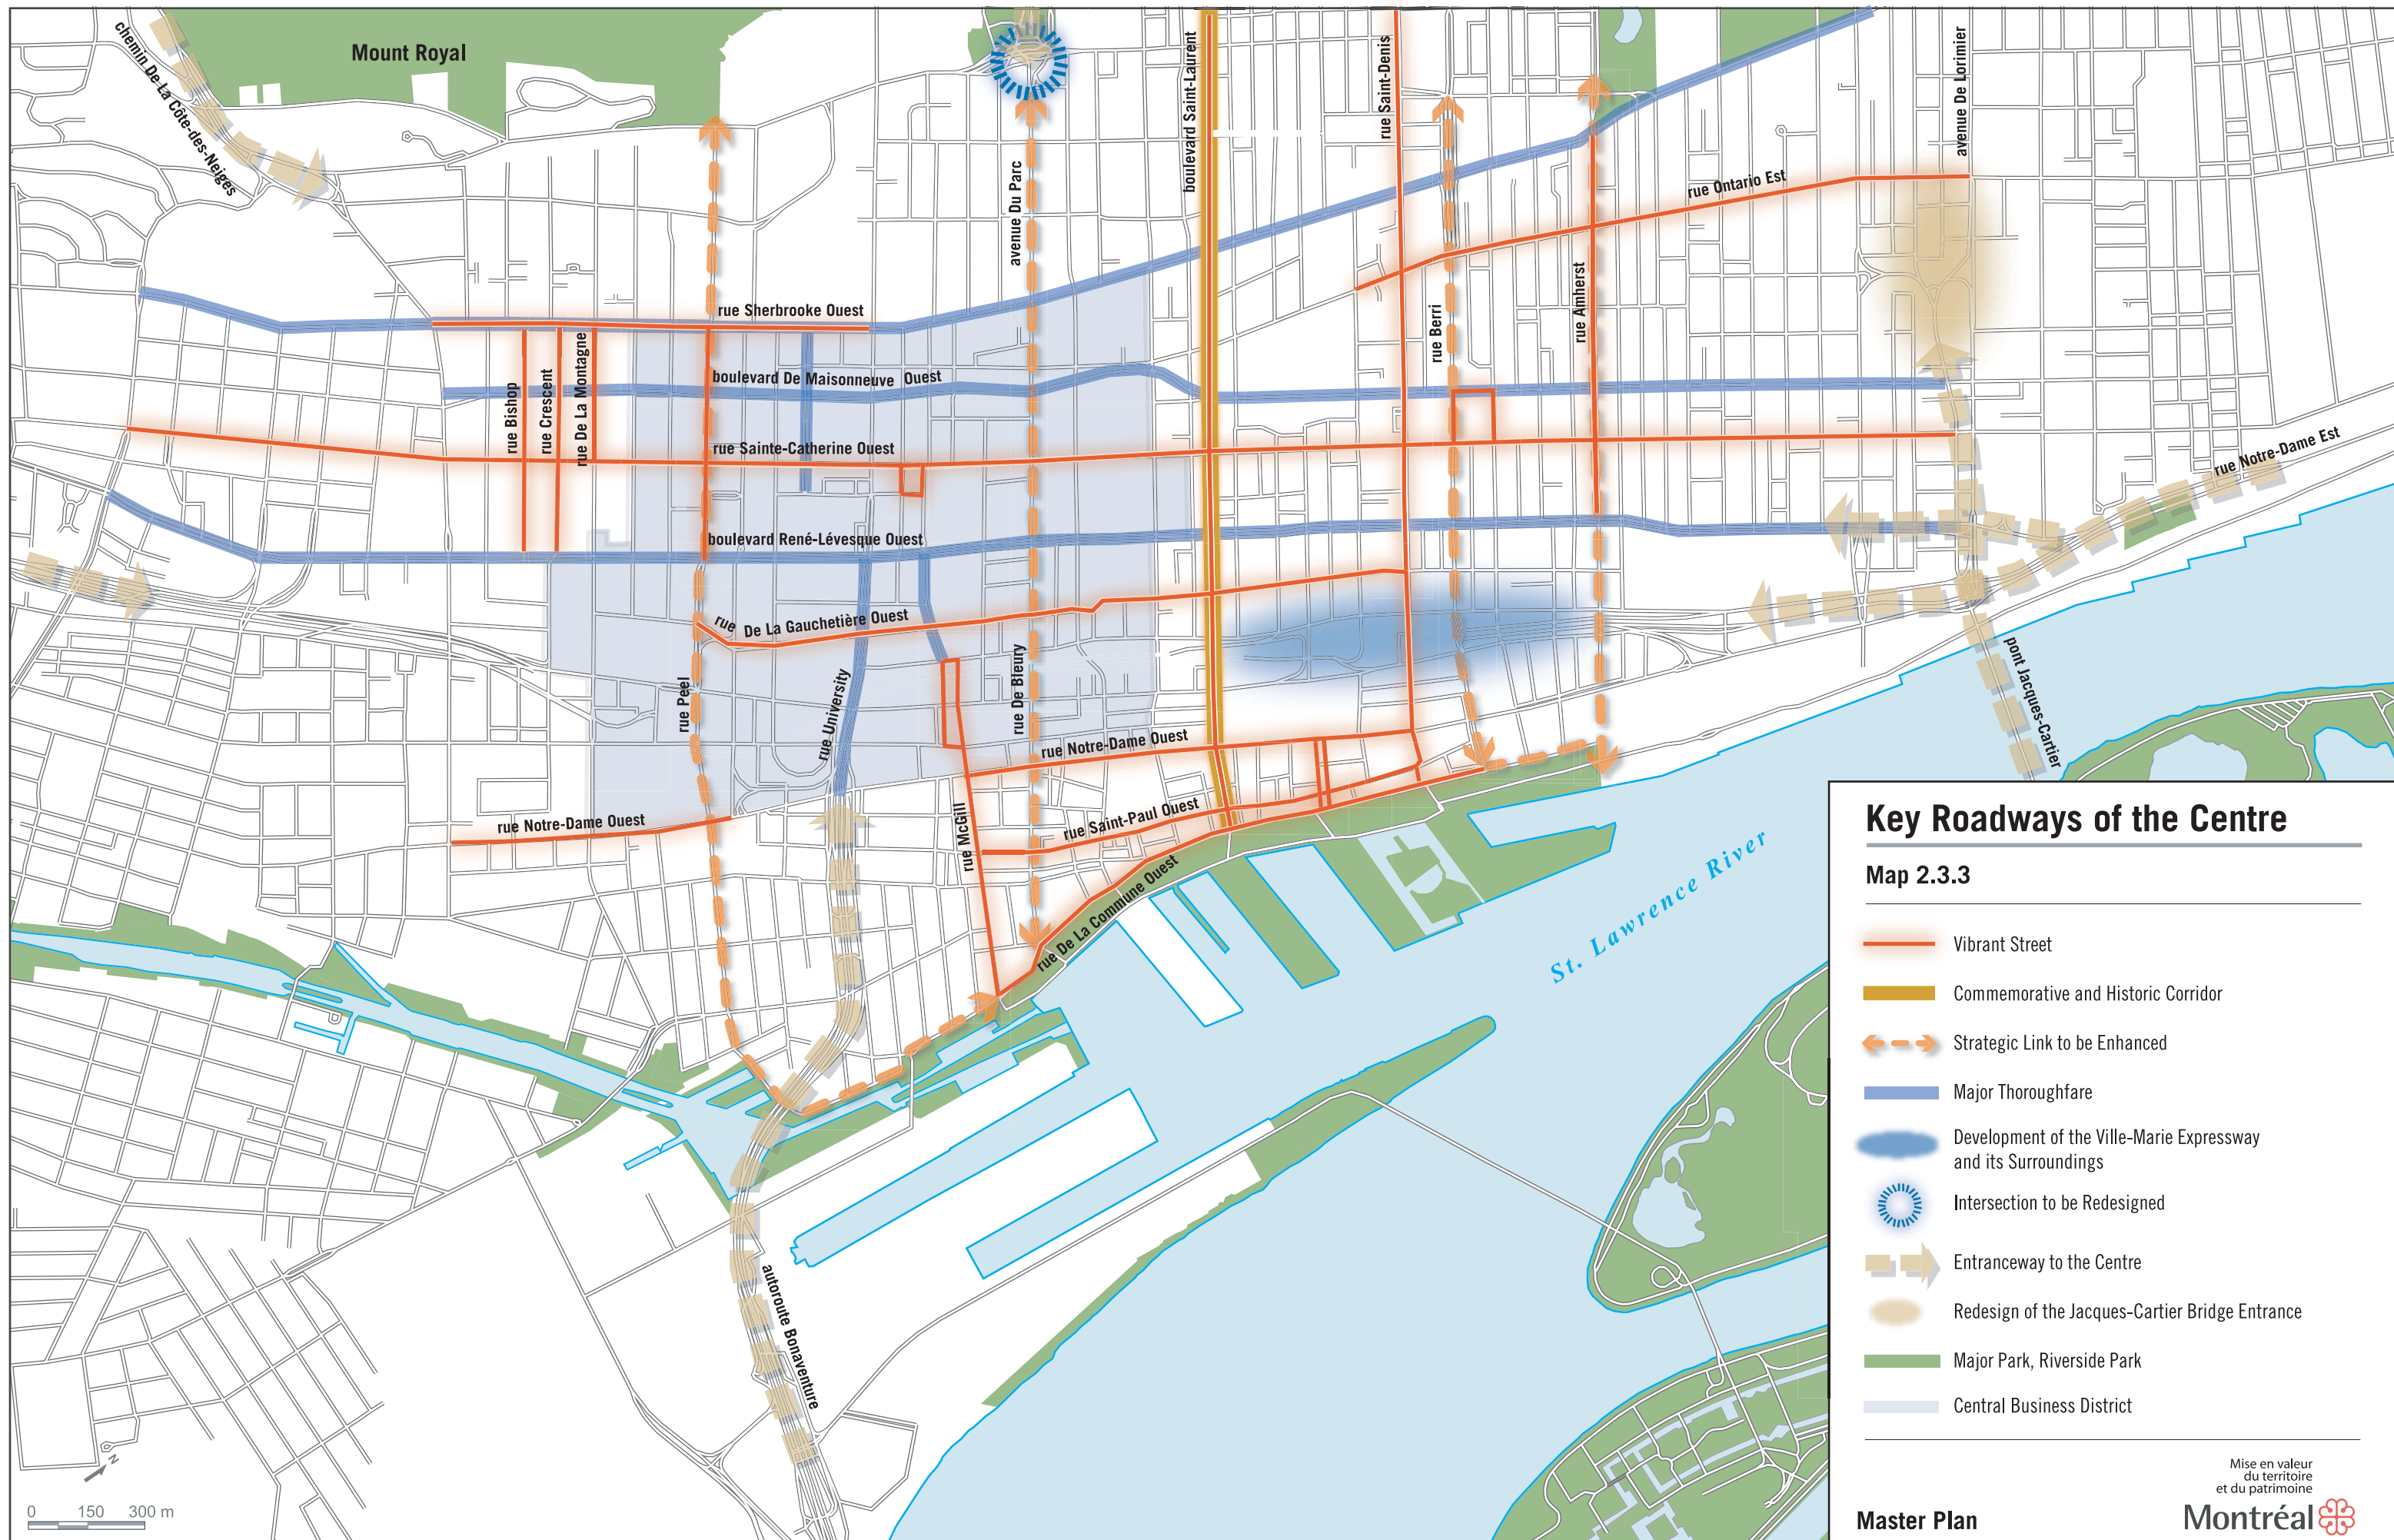 Mount Royal
chemin De La Côte-des-Neiges
avenue Du Parc
boulevard Saint-Laurent
rue Saint-Denis
avenue De Lorimier
rue Ontario Est
rue Sherbrooke Ouest
rue Berri
rue Amherst
rue Bishop
rue Crescent
rue De La Montagne
boulevard De Maisonneuve Ouest
rue Sainte-Catherine Ouest
rue Notre-Dame Est
boulevard René-Lévesque Ouest
rue De La Gauchetière Ouest
rue Peel
rue University
rue De Bleury
pont Jacques-Cartier
rue Notre-Dame Ouest
rue Notre-Dame Ouest
rue McGill
rue Saint-Paul Ouest
rue De La Commune Ouest
St. Lawrence River
autoroute Bonaventure
N
0 150 300 m
Key Roadways of the Centre
Map 2.3.3
Vibrant Street
Commemorative and Historic Corridor
Strategic Link to be Enhanced
Major Thoroughfare
Development of the Ville-Marie Expressway
and its Surroundings
Intersection to be Redesigned
Entranceway to the Centre
Redesign of the Jacques-Cartier Bridge Entrance
Major Park, Riverside Park
Central Business District
Mise en valeur
du territoire
et du patrimoine
Master Plan
Montréal